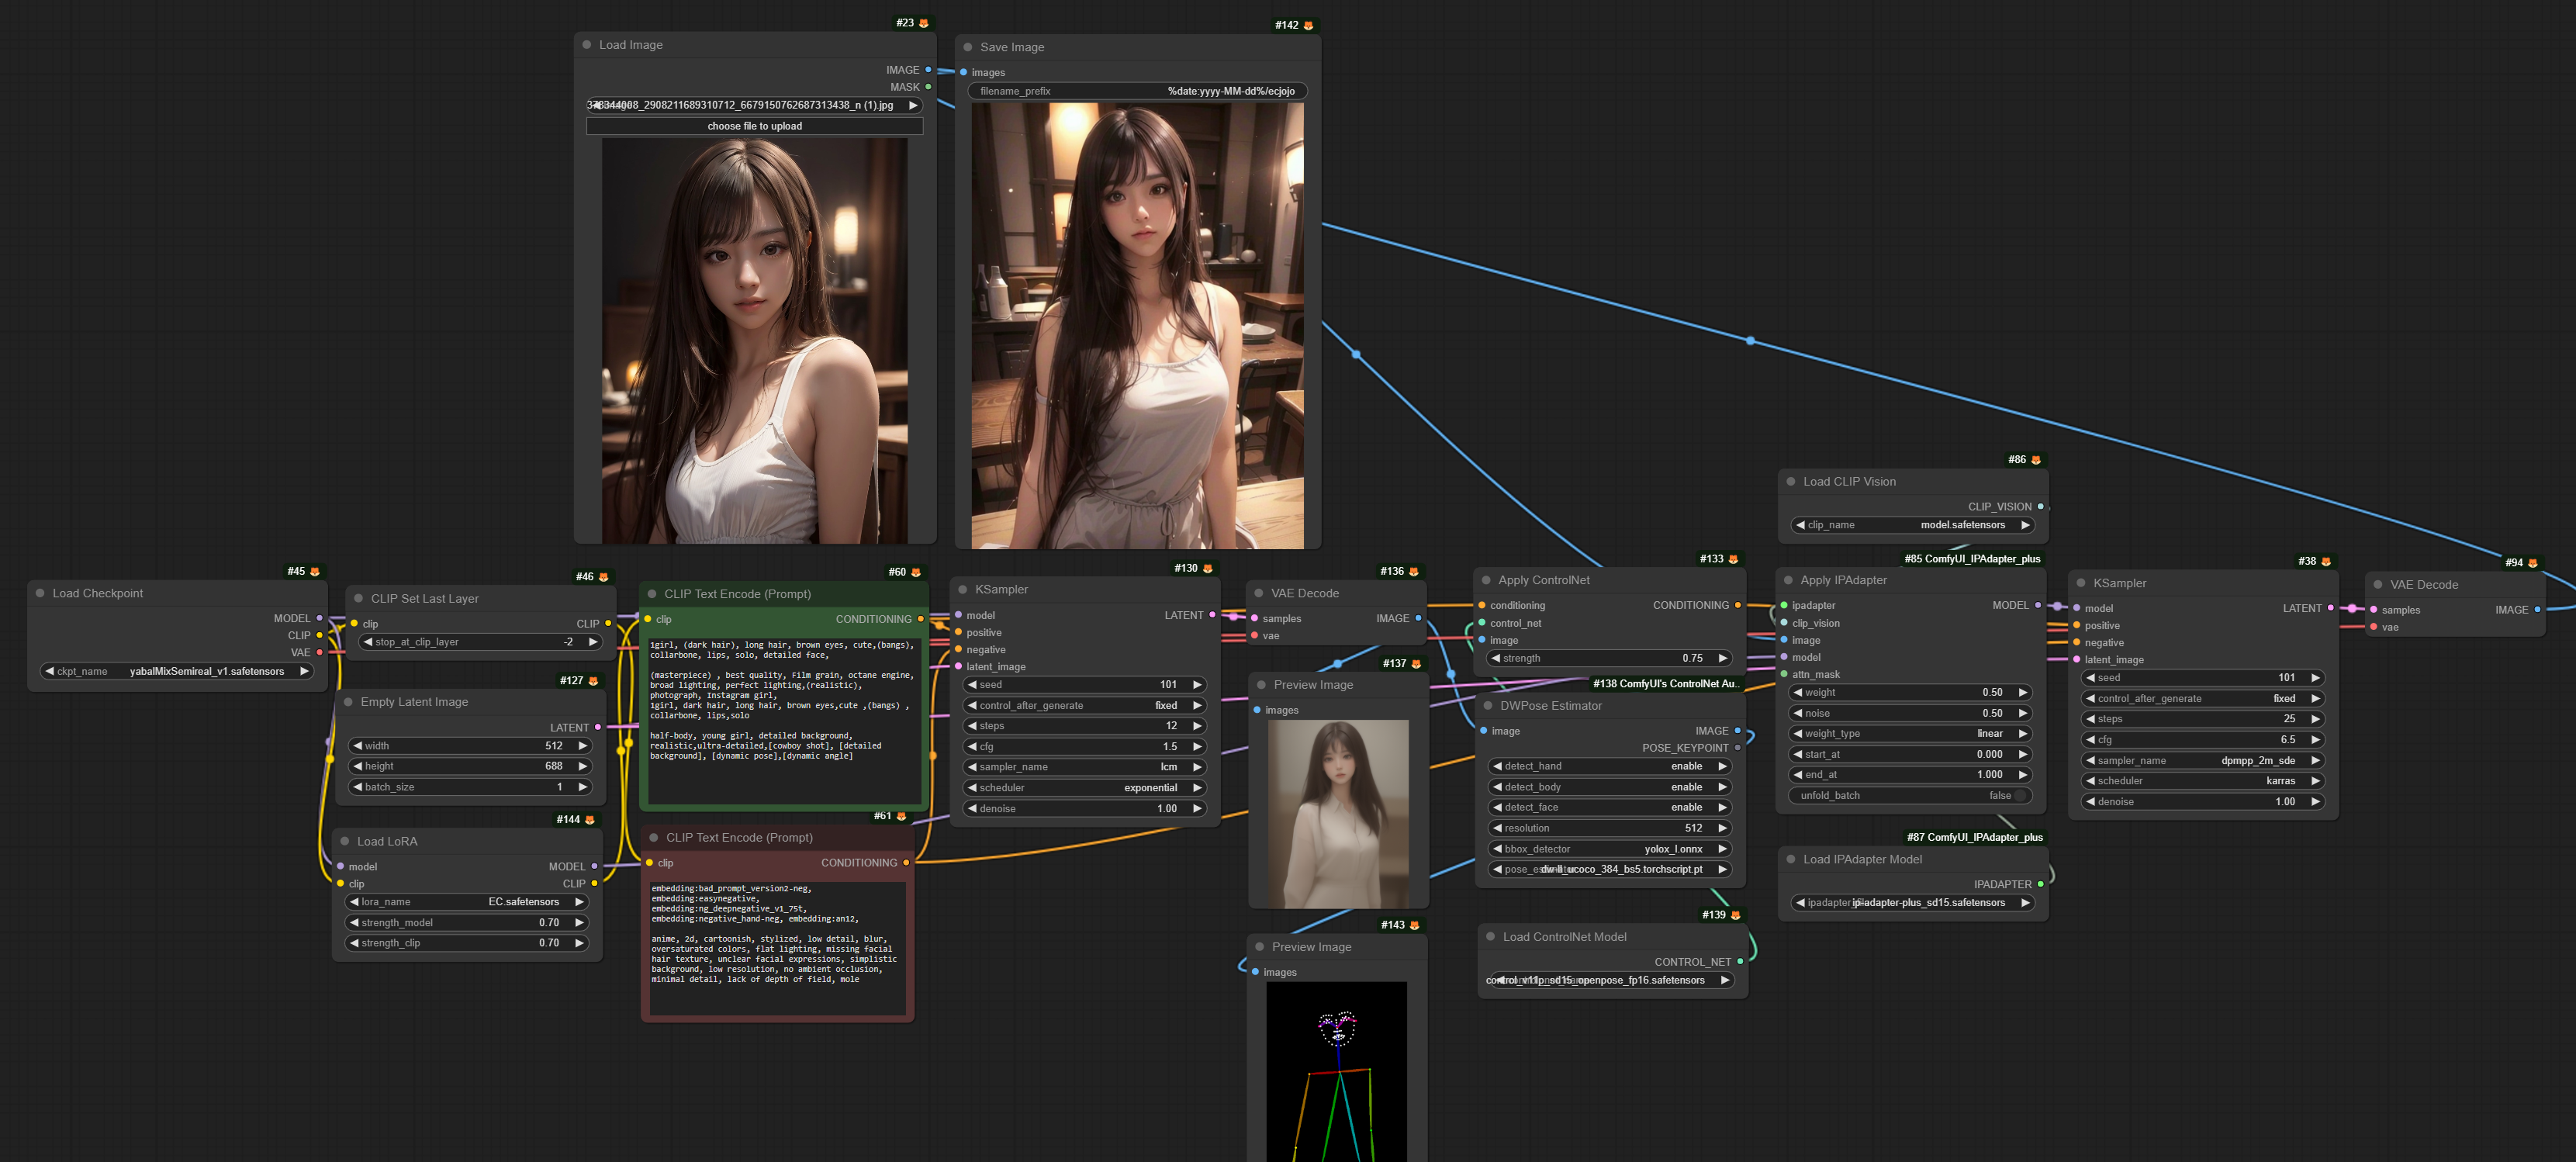 #23
Load Image
IMAGE
MASK
378344008_2908211689310712_6679150762687313438_n (1).jpg
choose file to upload
#142
Save Image
images
filename_prefix %date:yyyy-MM-dd%/ecjojo
#45
Load Checkpoint
MODEL
CLIP
VAE
ckpt_name yabalMixSemireal_v1.safetensors
#46
CLIP Set Last Layer
clip CLIP
stop_at_clip_layer -2
#127
Empty Latent Image
LATENT
width 512
height 688
batch_size 1
#144
Load LoRA
model MODEL
clip CLIP
lora_name EC.safetensors
strength_model 0.70
strength_clip 0.70
#60
CLIP Text Encode (Prompt)
clip CONDITIONING
1girl, (dark hair), long hair, brown eyes, cute,(bangs),
collarbone, lips, solo, detailed face,
(masterpiece) , best quality, Film grain, octane engine,
broad lighting, perfect lighting,(realistic),
photograph, Instagram girl,
1girl, dark hair, long hair, brown eyes,cute ,(bangs) ,
collarbone, lips,solo
half-body, young girl, detailed background,
realistic,ultra-detailed,[cowboy shot], [detailed
background], [dynamic pose],[dynamic angle]
#61
CLIP Text Encode (Prompt)
clip CONDITIONING
embedding:bad_prompt_version2-neg,
embedding:easynegative,
embedding:ng_deepnegative_v1_75t,
embedding:negative_hand-neg, embedding:an12,
anime, 2d, cartoonish, stylized, low detail, blur,
oversaturated colors, flat lighting, missing facial
hair texture, unclear facial expressions, simplistic
background, low resolution, no ambient occlusion,
minimal detail, lack of depth of field, mole
#130
KSampler
model LATENT
positive
negative
latent_image
seed 101
control_after_generate fixed
steps 12
cfg 1.5
sampler_name lcm
scheduler exponential
denoise 1.00
#136
VAE Decode
samples IMAGE
vae
#137
Preview Image
images
#143
Preview Image
images
#133
Apply ControlNet
conditioning CONDITIONING
control_net
image
strength 0.75
#138 ComfyUI's ControlNet Au..
DWPose Estimator
image IMAGE
POSE_KEYPOINT
detect_hand enable
detect_body enable
detect_face enable
resolution 512
bbox_detector yolox_l.onnx
dw-ll_ucoco_384_bs5.torchscript.pt
#139
Load ControlNet Model
CONTROL_NET
control_v11p_sd15_openpose_fp16.safetensors
#86
Load CLIP Vision
CLIP_VISION
clip_name model.safetensors
#85 ComfyUI_IPAdapter_plus
Apply IPAdapter
ipadapter MODEL
clip_vision
image
model
attn_mask
weight 0.50
noise 0.50
weight_type linear
start_at 0.000
end_at 1.000
unfold_batch false
#87 ComfyUI_IPAdapter_plus
Load IPAdapter Model
IPADAPTER
ip-adapter-plus_sd15.safetensors
#38
KSampler
model LATENT
positive
negative
latent_image
seed 101
control_after_generate fixed
steps 25
cfg 6.5
sampler_name dpmpp_2m_sde
scheduler karras
denoise 1.00
#94
VAE Decode
samples IMAGE
vae